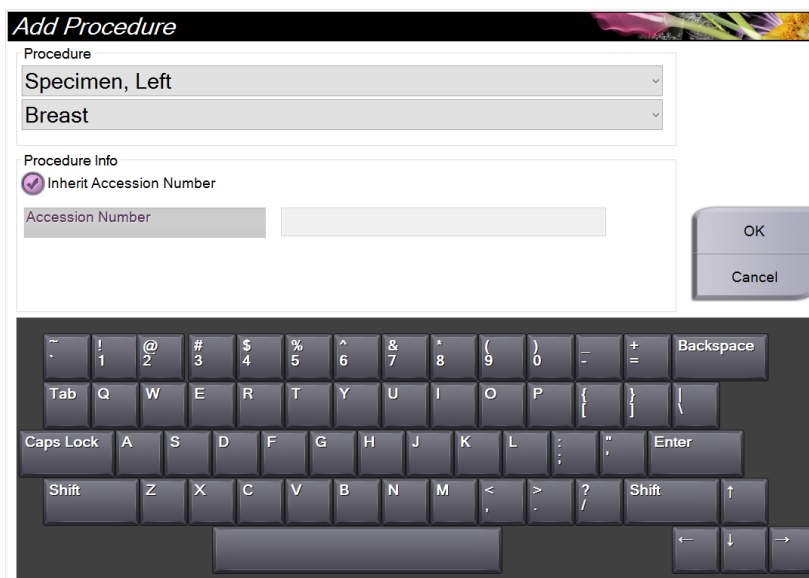 Add Procedure
Procedure
Specimen, Left
Breast
Procedure Info
Inherit Accession Number
Accession Number
OK
Cancel
~ ! @ # $ % ^ & * ( ) _ + Backspace
` 1 2 3 4 5 6 7 8 9 0 - =
Tab Q W E R T Y U I O P { } |
[ ] \
Caps Lock A S D F G H J K L : " Enter
; '
Shift Z X C V B N M < > ? Shift ↑
, . /
← ↓ →